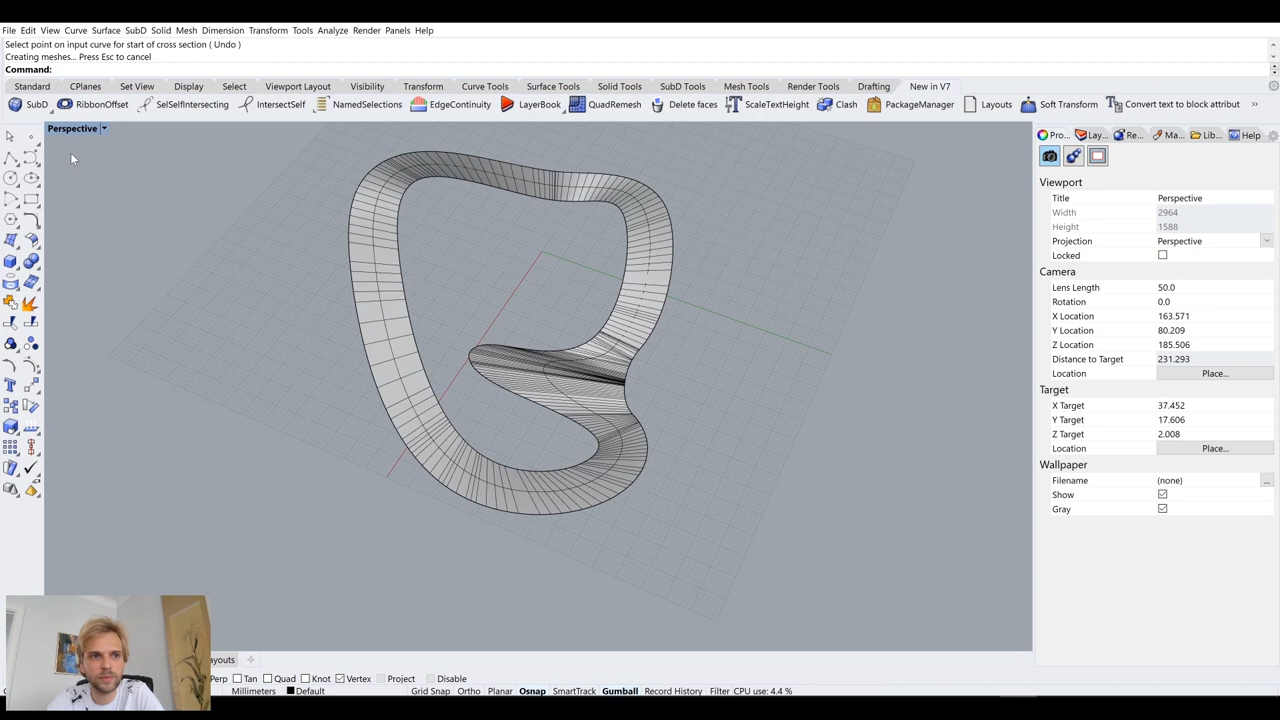 File Edit View Curve Surface SubD Solid Mesh Dimension Transform Tools Analyze Render Panels Help
Select point on input curve for start of cross section ( Undo )
Creating meshes... Press Esc to cancel
Command:
Standard CPlanes Set View Display Select Viewport Layout Visibility Transform Curve Tools Surface Tools Solid Tools SubD Tools Mesh Tools Render Tools Drafting New in V7
SubD RibbonOffset SelSelfIntersecting IntersectSelf NamedSelections EdgeContinuity LayerBook QuadRemesh Delete faces ScaleTextHeight Clash PackageManager Layouts Soft Transform Convert text to block attribut
Perspective
Pro... Lay... Re... Ma... Lib... Help
Viewport
Title Perspective
Width 2964
Height 1588
Projection Perspective
Locked
Camera
Lens Length 50.0
Rotation 0.0
X Location 163.571
Y Location 80.209
Z Location 185.506
Distance to Target 231.293
Location Place...
Target
X Target 37.452
Y Target 17.606
Z Target 2.008
Location Place...
Wallpaper
Filename (none) ...
Show
Gray
ayouts
Perp Tan Quad Knot Vertex Project Disable
Millimeters Default Grid Snap Ortho Planar Osnap SmartTrack Gumball Record History Filter CPU use: 4.4 %